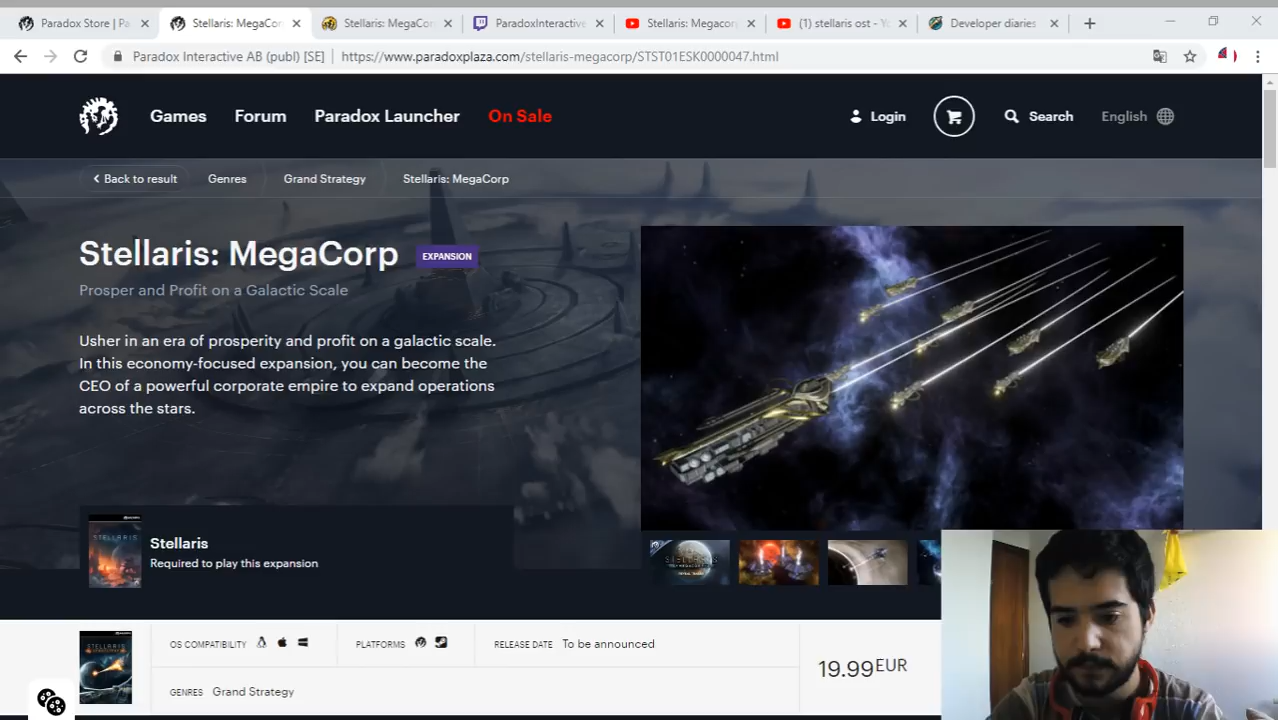 Paradox Store | Pa
Stellaris: MegaCor
Stellaris: MegaCor
ParadoxInteractive
Stellaris: Megacor
(1) stellaris ost - Yo
Developer diaries
Paradox Interactive AB (publ) [SE]
https://www.paradoxplaza.com/stellaris-megacorp/STST01ESK0000047.html
Games
Forum
Paradox Launcher
On Sale
Login
Search
English
Back to result
Genres
Grand Strategy
Stellaris: MegaCorp
Stellaris: MegaCorp
EXPANSION
Prosper and Profit on a Galactic Scale
Usher in an era of prosperity and profit on a galactic scale.
In this economy-focused expansion, you can become the
CEO of a powerful corporate empire to expand operations
across the stars.
STELLARIS
Stellaris
Required to play this expansion
STELLARIS
OS COMPATIBILITY
PLATFORMS
RELEASE DATE To be announced
GENRES Grand Strategy
19.99EUR
STELLARIS